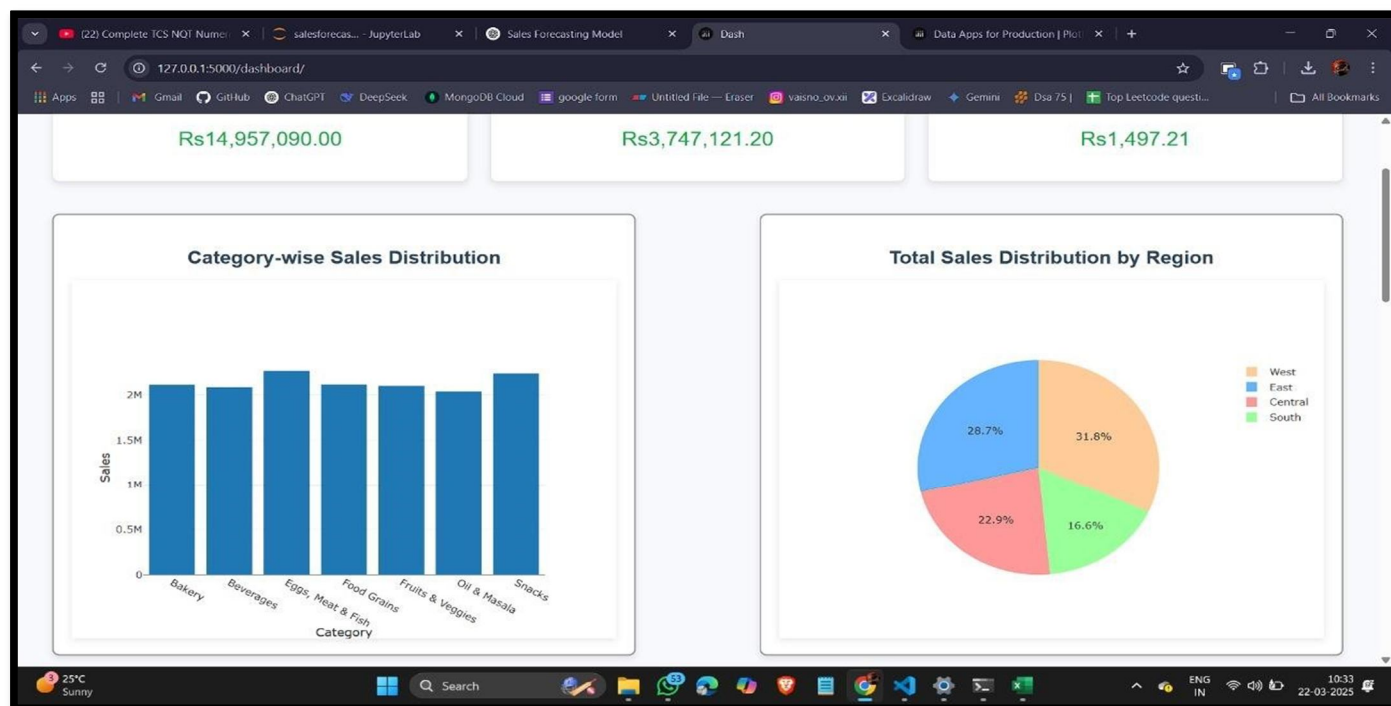 (22) Complete TCS NQT Numer
salesforecas... - JupyterLab
Sales Forecasting Model
Dash
Data Apps for Production | Plotl
127.0.0.1:5000/dashboard/
Apps
Gmail
GitHub
ChatGPT
DeepSeek
MongoDB Cloud
google form
Untitled File — Eraser
vaisno_ov.xii
Excalidraw
Gemini
Dsa 75 |
Top Leetcode questi...
All Bookmarks
Rs14,957,090.00
Rs3,747,121.20
Rs1,497.21
Category-wise Sales Distribution
2M
1.5M
1M
0.5M
0
Sales
Bakery
Beverages
Eggs, Meat & Fish
Food Grains
Fruits & Veggies
Oil & Masala
Snacks
Category
Total Sales Distribution by Region
28.7%
31.8%
22.9%
16.6%
West
East
Central
South
3
25°C
Sunny
Search
53
ENG
IN
10:33
22-03-2025